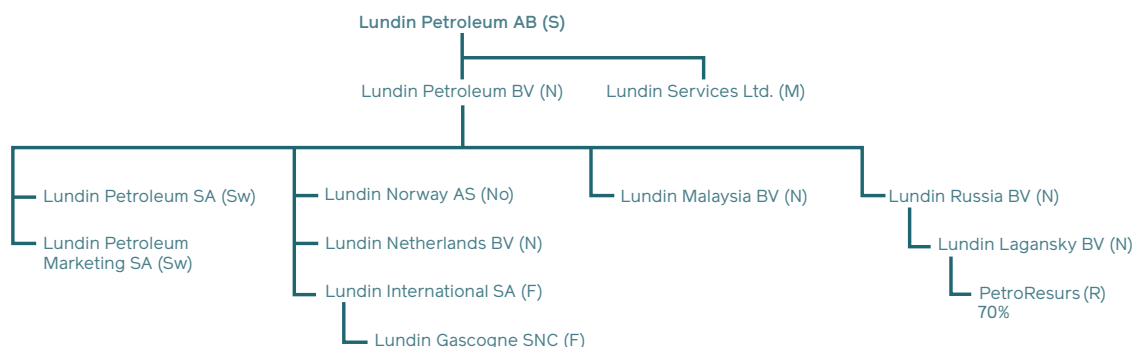 Lundin Petroleum AB (S)
Lundin Petroleum BV (N)
Lundin Services Ltd. (M)
Lundin Petroleum SA (Sw)
Lundin Petroleum
Marketing SA (Sw)
Lundin Norway AS (No)
Lundin Netherlands BV (N)
Lundin International SA (F)
Lundin Gascogne SNC (F)
Lundin Malaysia BV (N)
Lundin Russia BV (N)
Lundin Lagansky BV (N)
PetroResurs (R)
70%